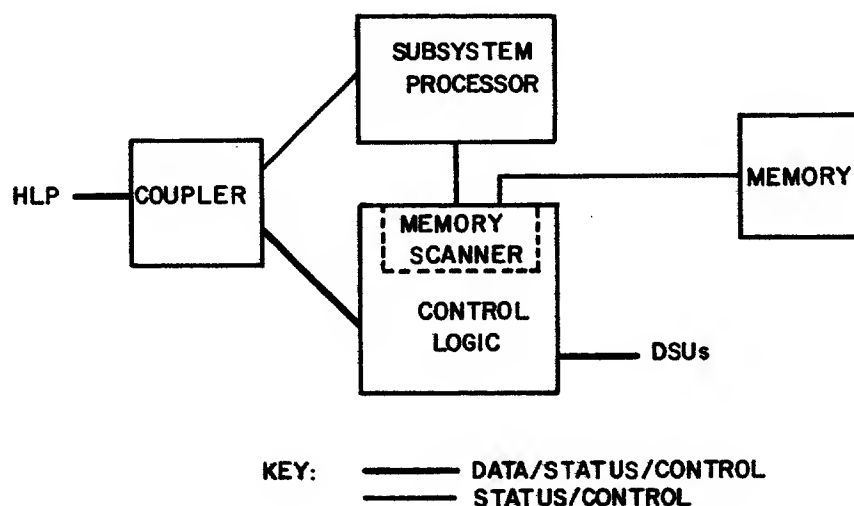 SUBSYSTEM
PROCESSOR
HLP
COUPLER
MEMORY
MEMORY
SCANNER
CONTROL
LOGIC
DSUs
KEY:
DATA/STATUS/CONTROL
STATUS/CONTROL